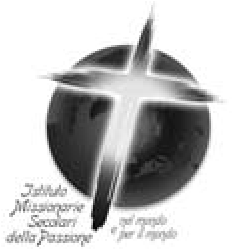 Istituto
Missionarie
Secolari
della Passione
nel mondo
e per il mondo